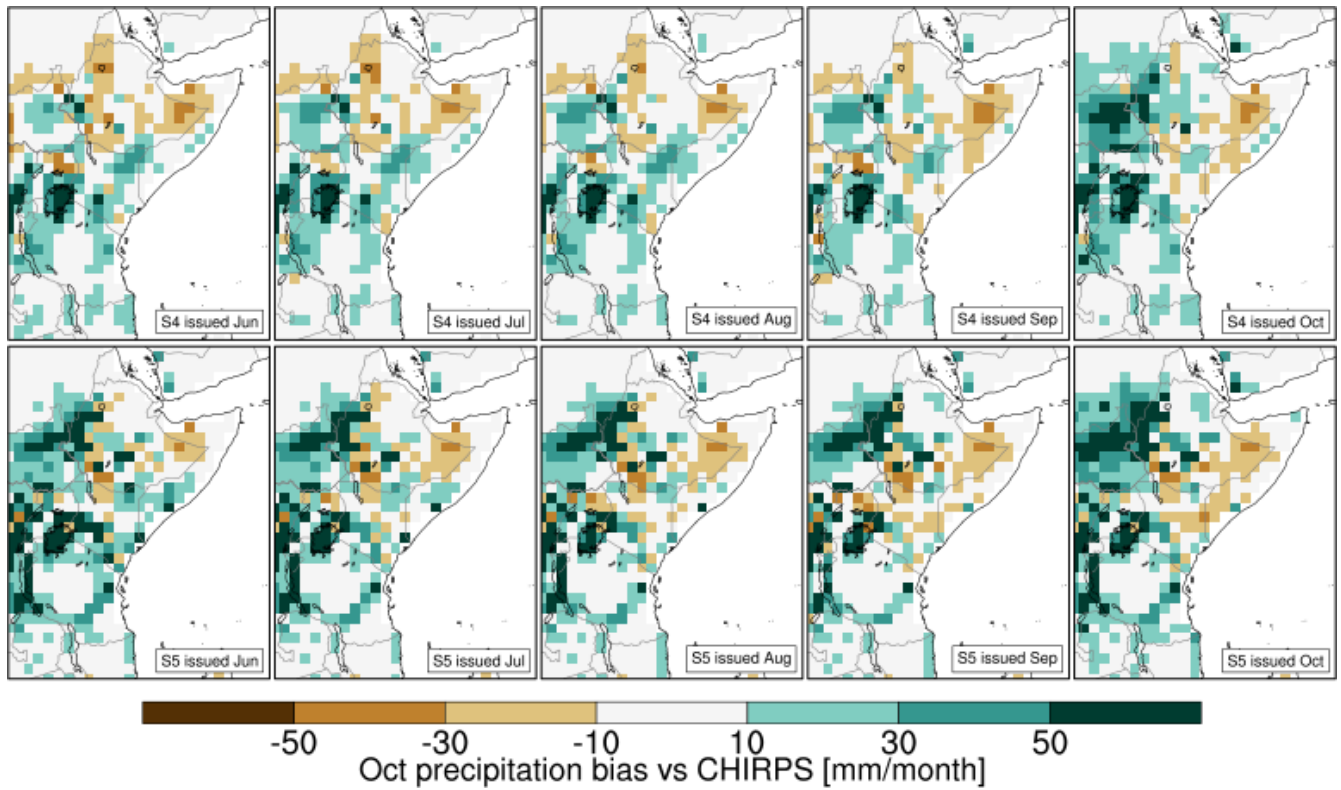 S4 issued Jun
S4 issued Jul
S4 issued Aug
S4 issued Sep
S4 issued Oct
S5 issued Jun
S5 issued Jul
S5 issued Aug
S5 issued Sep
S5 issued Oct
-50 -30 -10 10 30 50
Oct precipitation bias vs CHIRPS [mm/month]